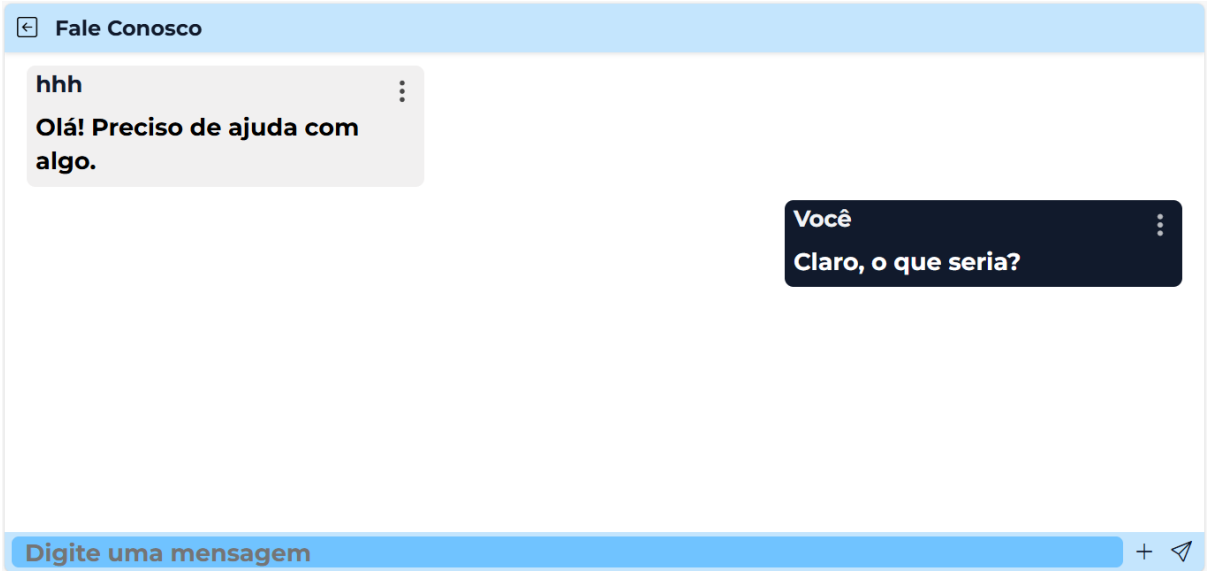 Fale Conosco
hhh
Olá! Preciso de ajuda com
algo.
Você
Claro, o que seria?
Digite uma mensagem